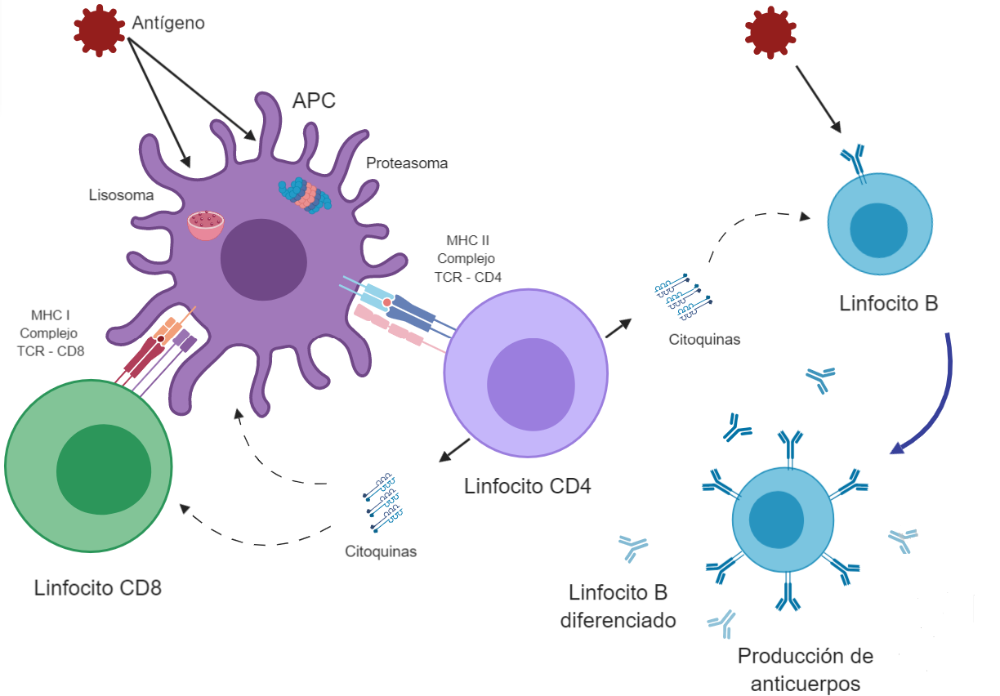 Antígeno
APC
Proteasoma
Lisosoma
MHC II
Complejo
TCR - CD4
MHC I
Complejo
TCR - CD8
Linfocito B
Citoquinas
Linfocito CD4
Citoquinas
Linfocito CD8
Linfocito B
diferenciado
Producción de
anticuerpos